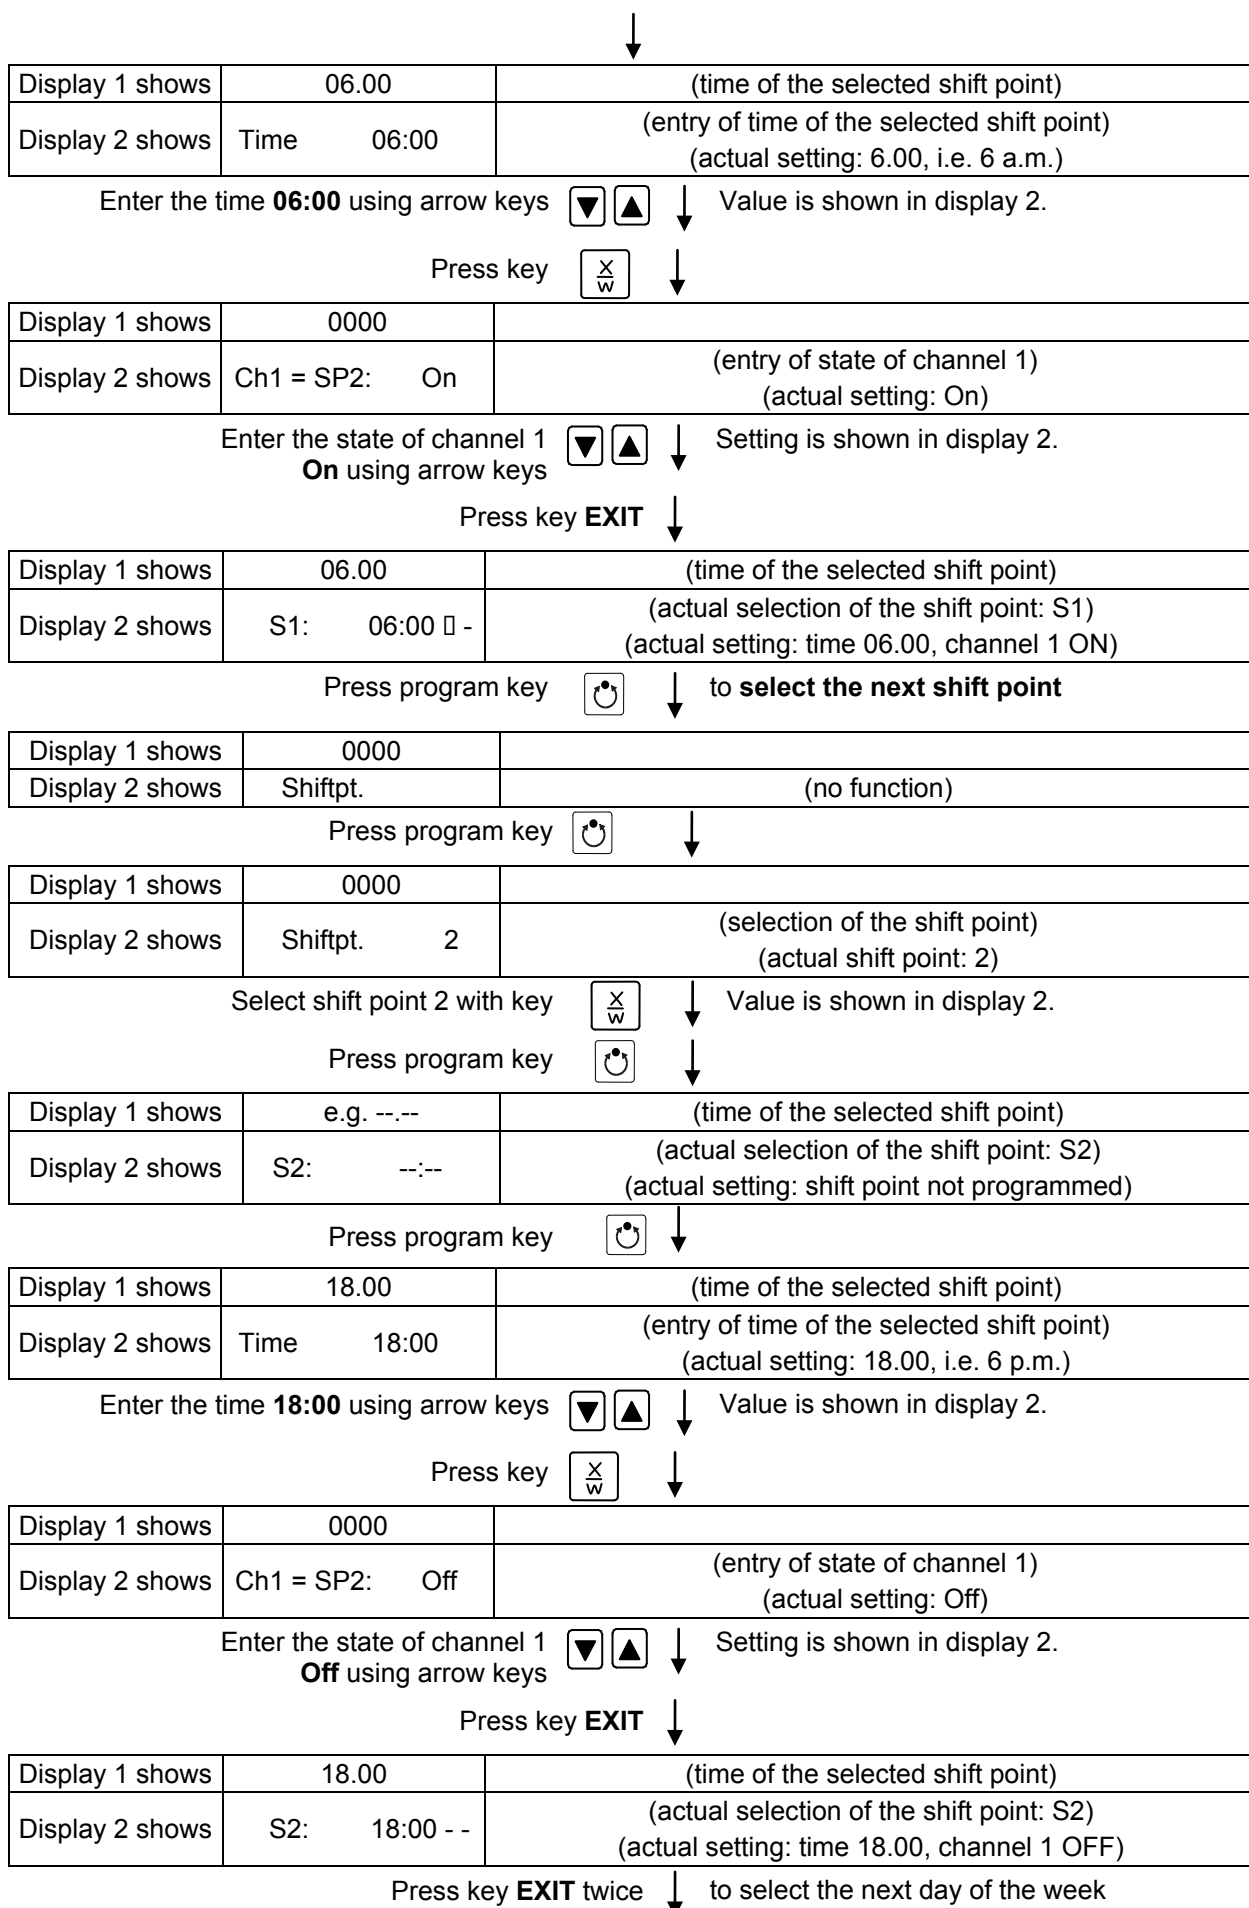 Display 1 shows 06.00 (time of the selected shift point)
Display 2 shows Time 06:00 (entry of time of the selected shift point)
(actual setting: 6.00, i.e. 6 a.m.)
Enter the time 06:00 using arrow keys Value is shown in display 2.
Press key X W
Display 1 shows 0000
Display 2 shows Ch1 = SP2: On (entry of state of channel 1)
(actual setting: On)
Enter the state of channel 1 Setting is shown in display 2.
On using arrow keys
Press key EXIT
Display 1 shows 06.00 (time of the selected shift point)
Display 2 shows S1: 06:00 ▯ - (actual selection of the shift point: S1)
(actual setting: time 06.00, channel 1 ON)
Press program key to select the next shift point
Display 1 shows 0000
Display 2 shows Shiftpt. (no function)
Press program key
Display 1 shows 0000
Display 2 shows Shiftpt. 2 (selection of the shift point)
(actual shift point: 2)
Select shift point 2 with key X W Value is shown in display 2.
Press program key
Display 1 shows e.g. --.-- (time of the selected shift point)
Display 2 shows S2: --:-- (actual selection of the shift point: S2)
(actual setting: shift point not programmed)
Press program key
Display 1 shows 18.00 (time of the selected shift point)
Display 2 shows Time 18:00 (entry of time of the selected shift point)
(actual setting: 18.00, i.e. 6 p.m.)
Enter the time 18:00 using arrow keys Value is shown in display 2.
Press key X W
Display 1 shows 0000
Display 2 shows Ch1 = SP2: Off (entry of state of channel 1)
(actual setting: Off)
Enter the state of channel 1 Setting is shown in display 2.
Off using arrow keys
Press key EXIT
Display 1 shows 18.00 (time of the selected shift point)
Display 2 shows S2: 18:00 - - (actual selection of the shift point: S2)
(actual setting: time 18.00, channel 1 OFF)
Press key EXIT twice to select the next day of the week